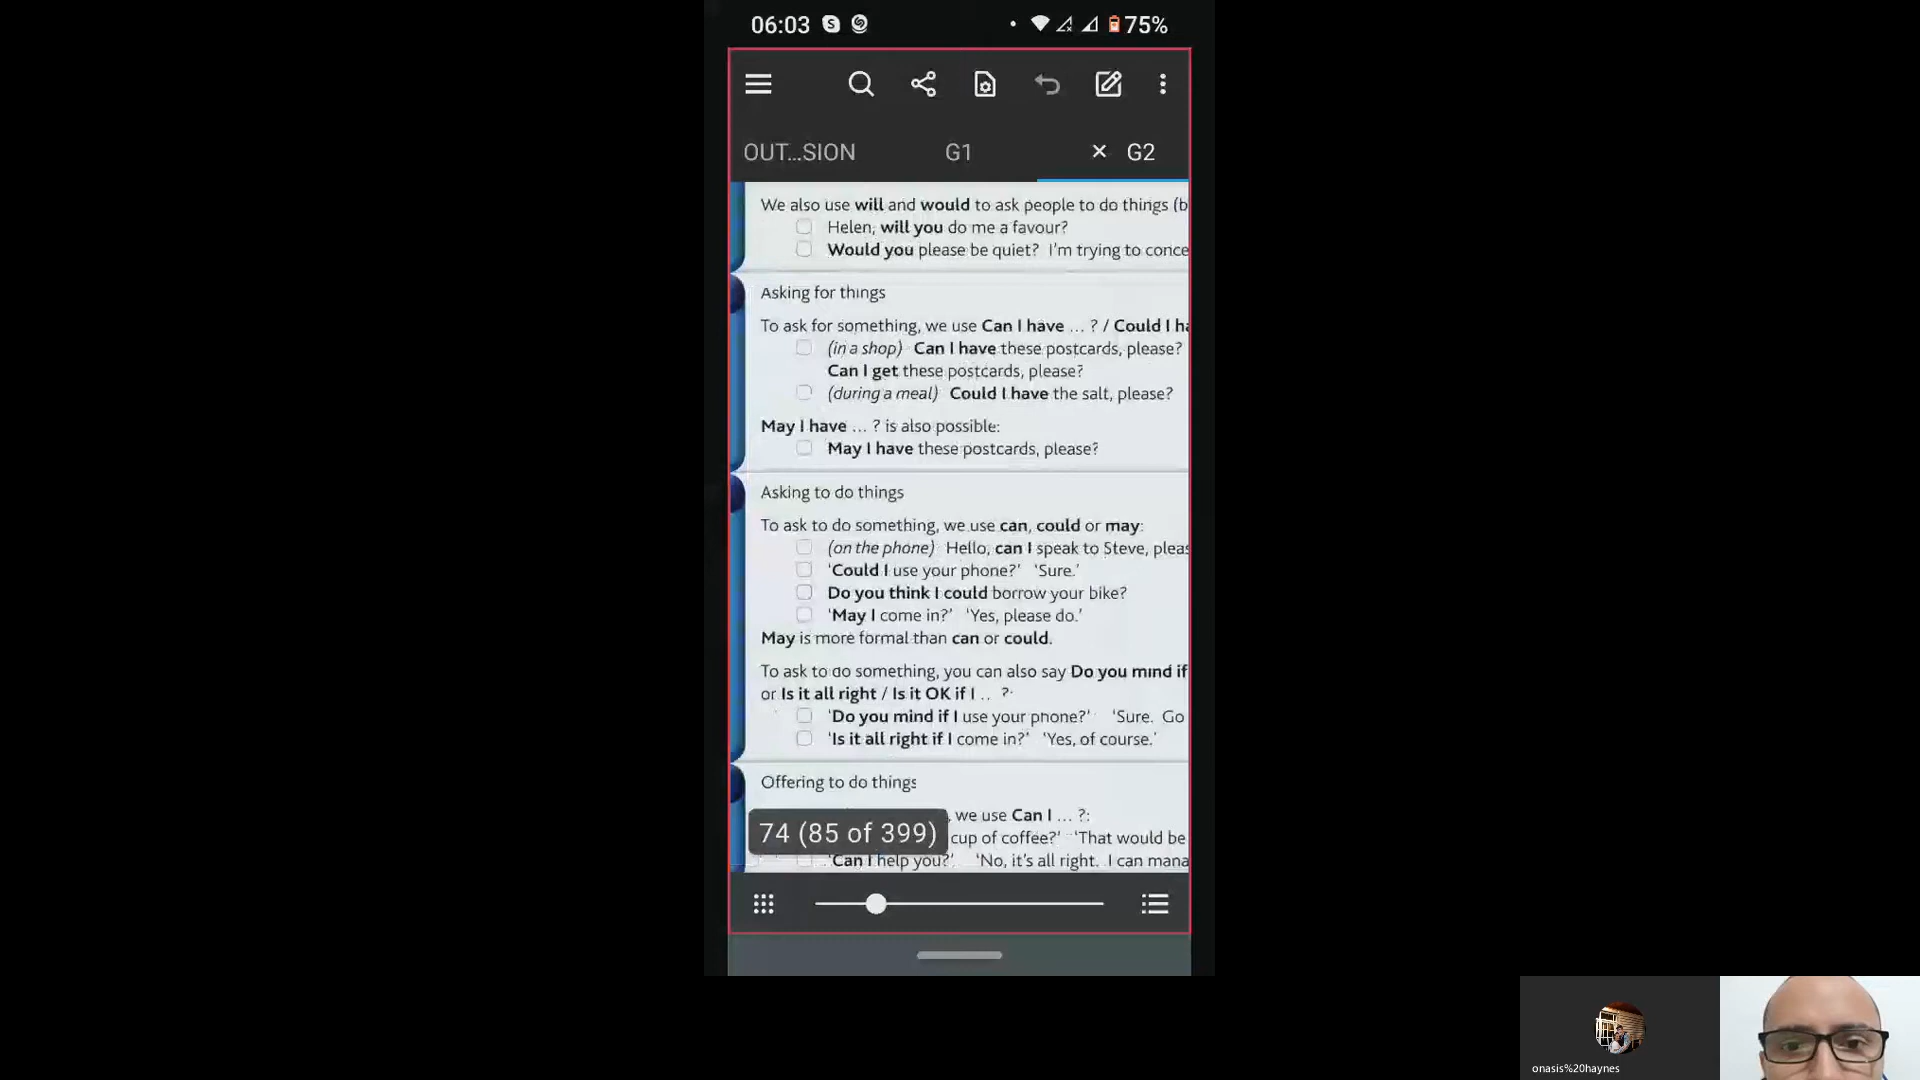 06:03
75%
OUT...SION G1 × G2
We also use will and would to ask people to do things (b
Helen, will you do me a favour?
Would you please be quiet? I'm trying to conce
Asking for things
To ask for something, we use Can I have ... ? / Could I ha
(in a shop) Can I have these postcards, please?
Can I get these postcards, please?
(during a meal) Could I have the salt, please?
May I have ... ? is also possible:
May I have these postcards, please?
Asking to do things
To ask to do something, we use can, could or may:
(on the phone) Hello, can I speak to Steve, pleas
'Could I use your phone?' 'Sure.'
Do you think I could borrow your bike?
'May I come in?' 'Yes, please do.'
May is more formal than can or could.
To ask to do something, you can also say Do you mind if
or Is it all right / Is it OK if I .. ?
'Do you mind if I use your phone?' 'Sure. Go
'Is it all right if I come in?' 'Yes, of course.'
Offering to do things
, we use Can I ... ?:
cup of coffee?' 'That would be
'Can I help you?' 'No, it's all right. I can mana
74 (85 of 399)
onasis%20haynes